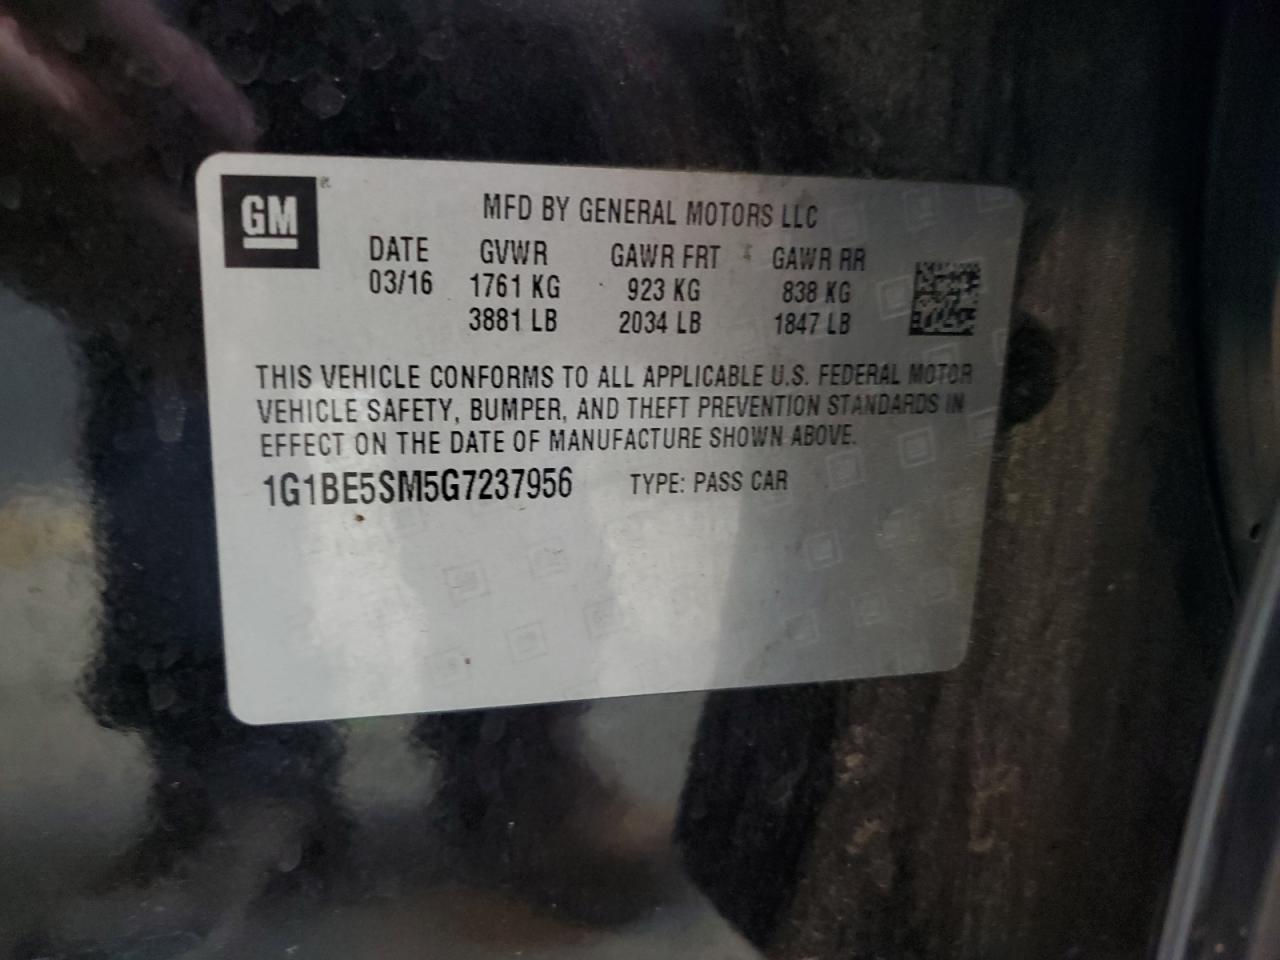 GM
MFD BY GENERAL MOTORS LLC
DATE GVWR GAWR FRT GAWR RR
03/16 1761 KG 923 KG 838 KG
3881 LB 2034 LB 1847 LB
THIS VEHICLE CONFORMS TO ALL APPLICABLE U.S. FEDERAL MOTOR
VEHICLE SAFETY, BUMPER, AND THEFT PREVENTION STANDARDS IN
EFFECT ON THE DATE OF MANUFACTURE SHOWN ABOVE.
1G1BE5SM5G7237956 TYPE: PASS CAR